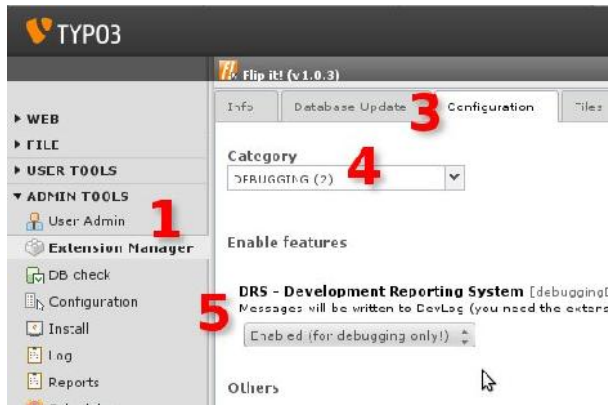 TYPO3
Flip it! (v1.0.3)
Info Database Update 3 Configuration Files
WEB
FILE
USER TOOLS
ADMIN TOOLS
User Admin
1
Extension Manager
DB check
Configuration
Install
Log
Reports
Category
4
DEBUGGING (2)
Enable features
DRS - Development Reporting System [debugging
5
Messages will be written to DevLog (you need the extens
Enabled (for debugging only!)
Others